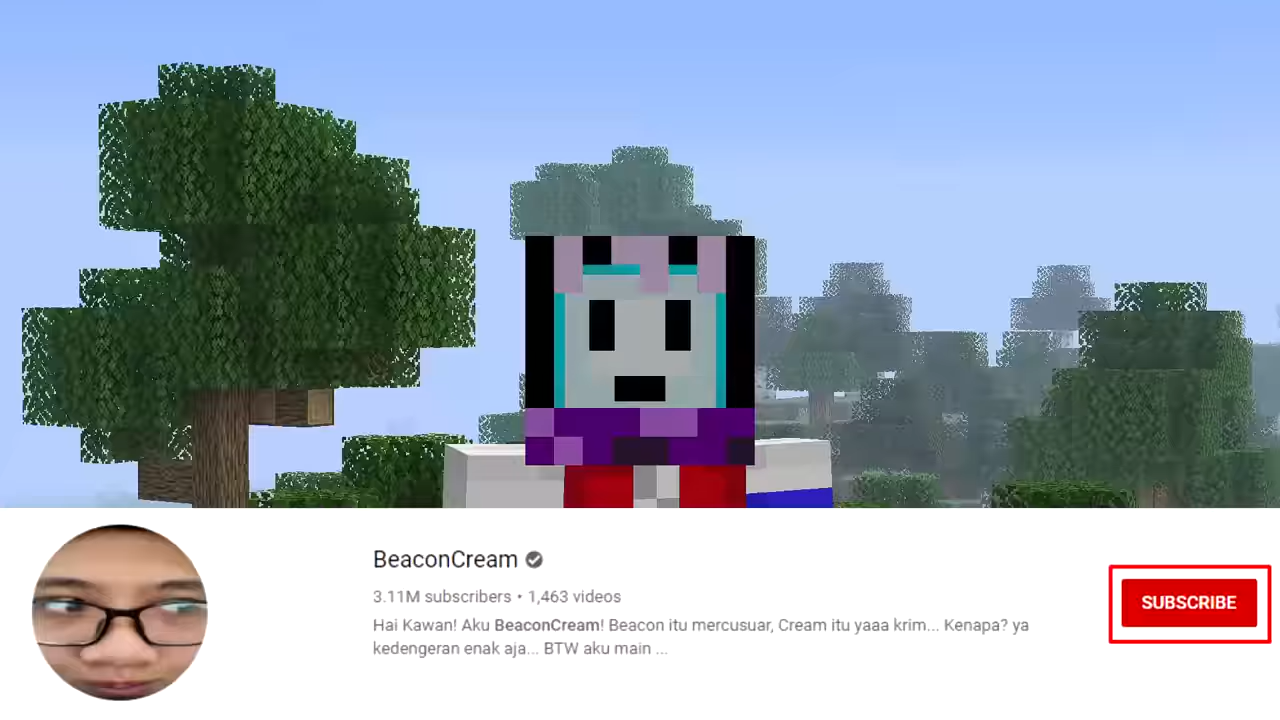 BeaconCream
3.11M subscribers • 1,463 videos
Hai Kawan! Aku BeaconCream! Beacon itu mercusuar, Cream itu yaaa krim... Kenapa? ya
kedengeran enak aja... BTW aku main ...
SUBSCRIBE